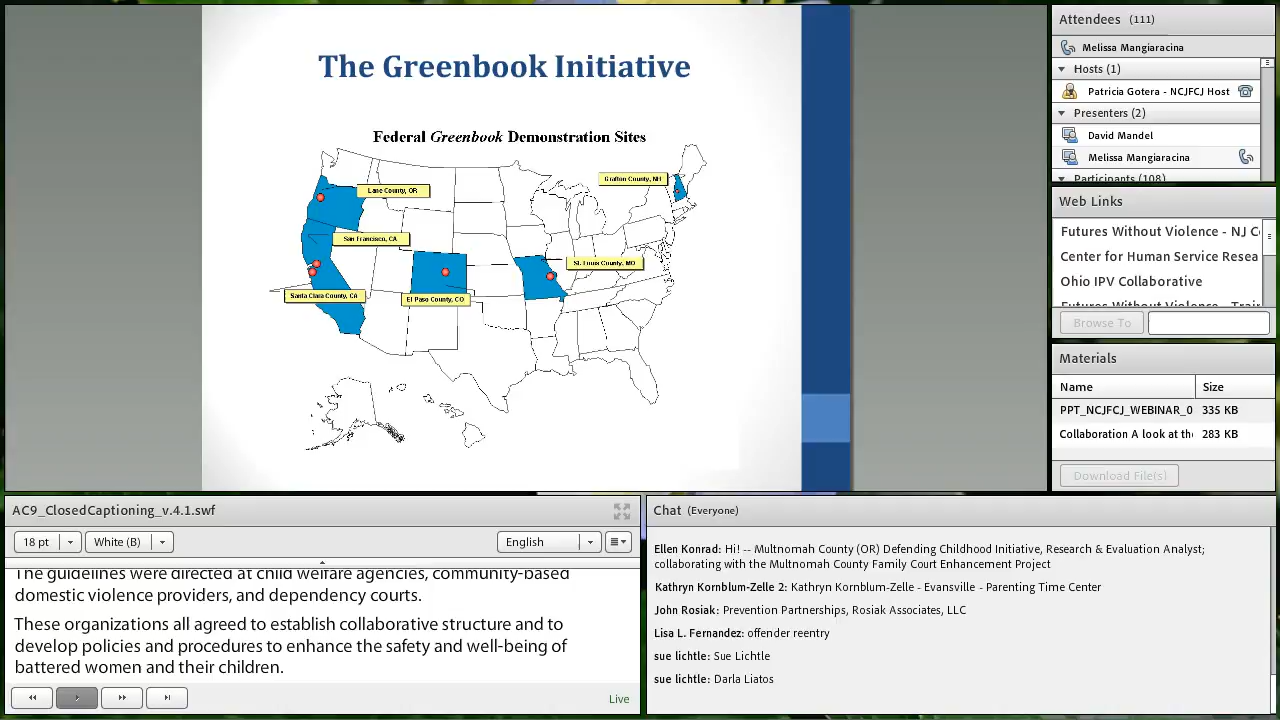 The Greenbook Initiative
Federal Greenbook Demonstration Sites
Grafton County, NH
Lane County, OR
San Francisco, CA
St. Louis County, MO
Santa Clara County, CA
El Paso County, CO
Attendees (111)
Melissa Mangiaracina
Hosts (1)
Patricia Gotera - NCJFCJ Host
Presenters (2)
David Mandel
Melissa Mangiaracina
Participants (108)
Web Links
Futures Without Violence - NJ Co
Center for Human Service Resea
Ohio IPV Collaborative
Futures Without Violence - Train
Browse To
Materials
Name Size
PPT_NCJFCJ_WEBINAR_0 335 KB
Collaboration A look at the 283 KB
Download File(s)
AC9_ClosedCaptioning_v.4.1.swf
18 pt White (B) English
The guidelines were directed at child welfare agencies, community-based
domestic violence providers, and dependency courts.
These organizations all agreed to establish collaborative structure and to
develop policies and procedures to enhance the safety and well-being of
battered women and their children.
Live
Chat (Everyone)
Ellen Konrad: Hi! -- Multnomah County (OR) Defending Childhood Initiative, Research & Evaluation Analyst;
collaborating with the Multnomah County Family Court Enhancement Project
Kathryn Kornblum-Zelle 2: Kathryn Kornblum-Zelle - Evansville - Parenting Time Center
John Rosiak: Prevention Partnerships, Rosiak Associates, LLC
Lisa L. Fernandez: offender reentry
sue lichtle: Sue Lichtle
sue lichtle: Darla Liatos